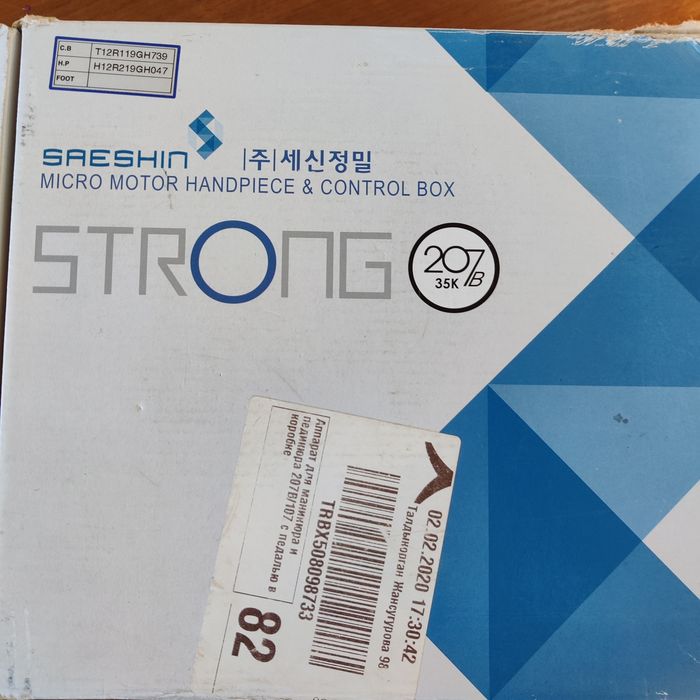 C.B T12R119GH739
H.P H12R219GH047
FOOT
SAESHIN |주|세신정밀
MICRO MOTOR HANDPIECE & CONTROL BOX
STRONG 207B
35K
02.02.2020 17:30:42
Талдыкорган Жансугурова 98
TRBX508098733
Аппарат для маникюра и
педикюра 207В/107 с педалью в
коробке
82